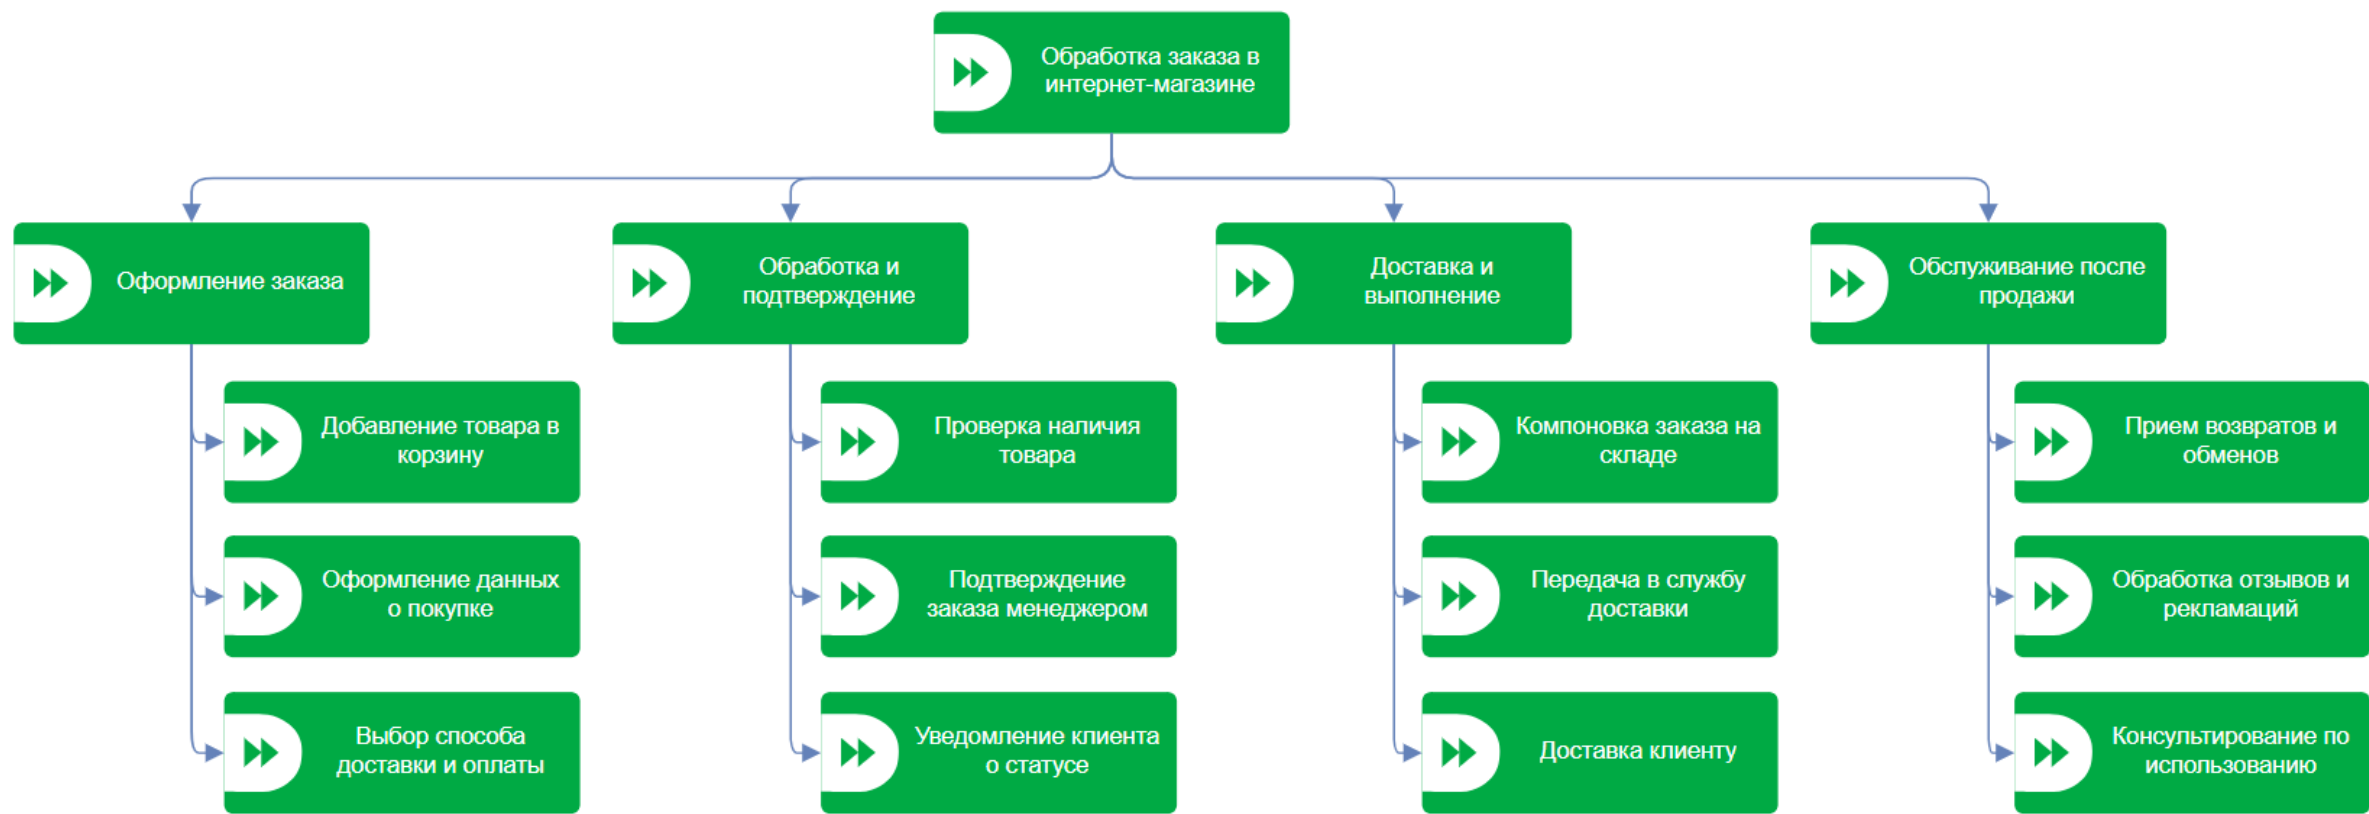 Обработка заказа в
интернет-магазине
Оформление заказа
Обработка и
подтверждение
Доставка и
выполнение
Обслуживание после
продажи
Добавление товара в
корзину
Проверка наличия
товара
Компоновка заказа на
складе
Прием возвратов и
обменов
Оформление данных
о покупке
Подтверждение
заказа менеджером
Передача в службу
доставки
Обработка отзывов и
рекламаций
Выбор способа
доставки и оплаты
Уведомление клиента
о статусе
Доставка клиенту
Консультирование по
использованию